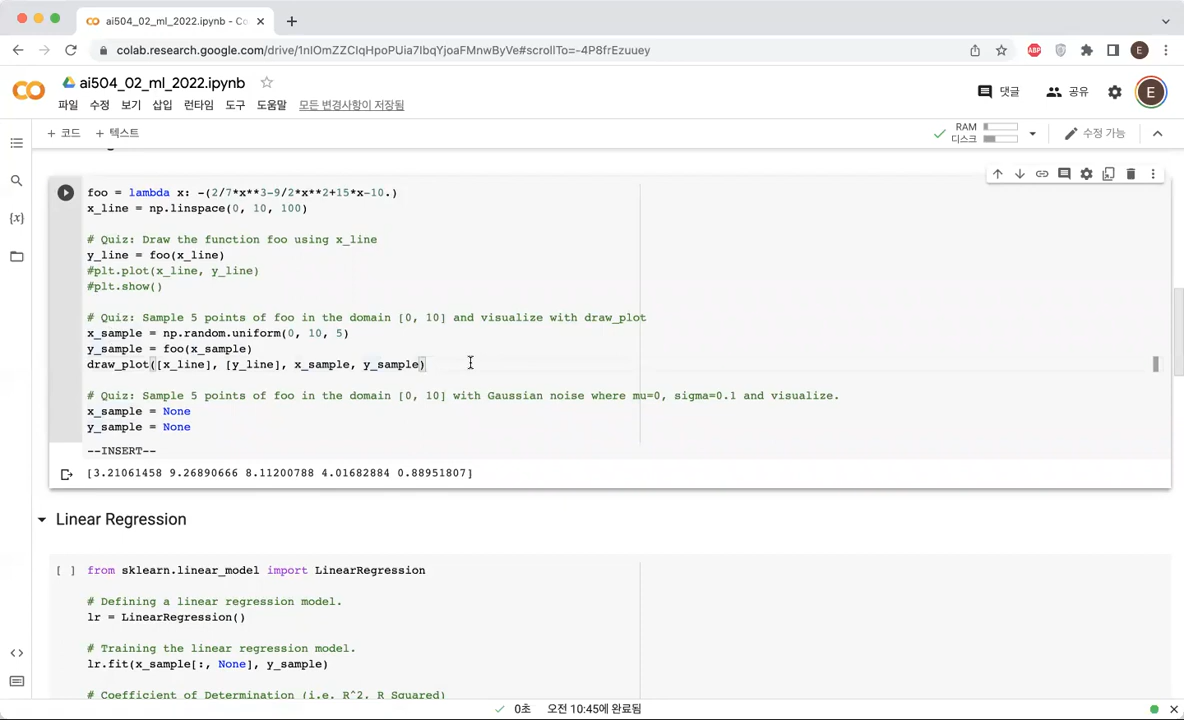 ai504_02_ml_2022.ipynb - Co
colab.research.google.com/drive/1nIOmZZCIqHpoPUia7IbqYjoaFMnwByVe#scrollTo=-4P8frEzuuey
ABP
E
ai504_02_ml_2022.ipynb
파일 수정 보기 삽입 런타임 도구 도움말 모든 변경사항이 저장됨
댓글 공유 E
+ 코드 + 텍스트
RAM
디스크
수정 가능
foo = lambda x: -(2/7*x**3-9/2*x**2+15*x-10.)
x_line = np.linspace(0, 10, 100)
# Quiz: Draw the function foo using x_line
y_line = foo(x_line)
#plt.plot(x_line, y_line)
#plt.show()
# Quiz: Sample 5 points of foo in the domain [0, 10] and visualize with draw_plot
x_sample = np.random.uniform(0, 10, 5)
y_sample = foo(x_sample)
draw_plot([x_line], [y_line], x_sample, y_sample)
# Quiz: Sample 5 points of foo in the domain [0, 10] with Gaussian noise where mu=0, sigma=0.1 and visualize.
x_sample = None
y_sample = None
--INSERT--
[3.21061458 9.26890666 8.11200788 4.01682884 0.88951807]
Linear Regression
[ ] from sklearn.linear_model import LinearRegression
# Defining a linear regression model.
lr = LinearRegression()
# Training the linear regression model.
lr.fit(x_sample[:, None], y_sample)
# Coefficient of Determination (i.e. R^2, R Squared)
0초 오전 10:45에 완료됨